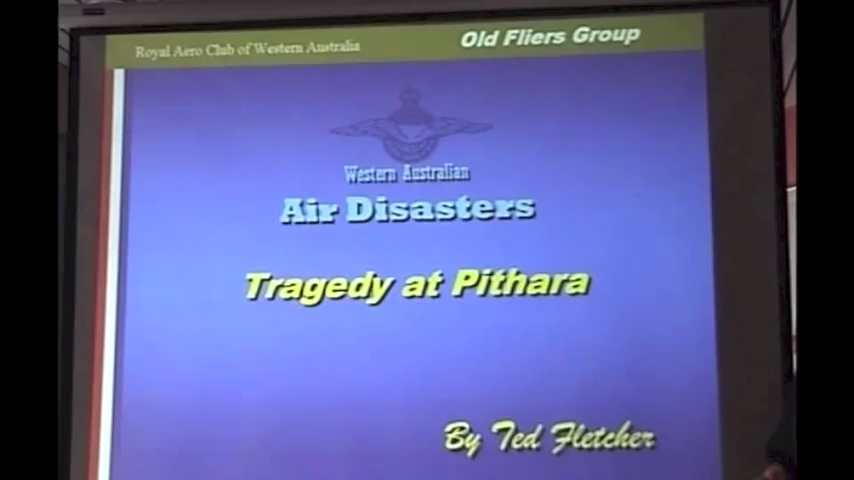 Royal Aero Club of Western Australia
Old Fliers Group
Western Australian
Air Disasters
Tragedy at Pithara
By Ted Fletcher